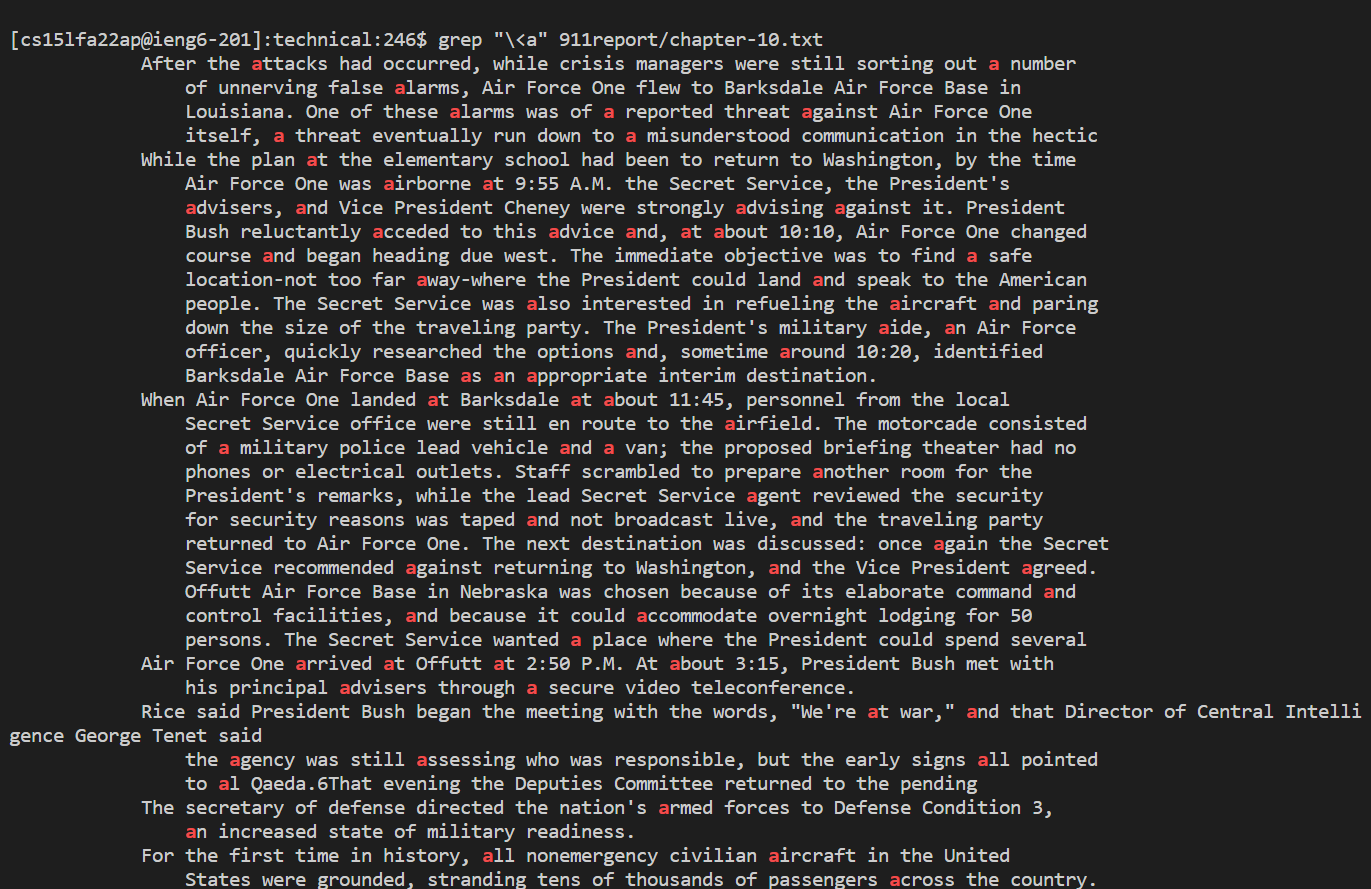 [cs15lfa22ap@ieng6-201]:technical:246$ grep "\<a" 911report/chapter-10.txt
After the attacks had occurred, while crisis managers were still sorting out a number
of unnerving false alarms, Air Force One flew to Barksdale Air Force Base in
Louisiana. One of these alarms was of a reported threat against Air Force One
itself, a threat eventually run down to a misunderstood communication in the hectic
While the plan at the elementary school had been to return to Washington, by the time
Air Force One was airborne at 9:55 A.M. the Secret Service, the President's
advisers, and Vice President Cheney were strongly advising against it. President
Bush reluctantly acceded to this advice and, at about 10:10, Air Force One changed
course and began heading due west. The immediate objective was to find a safe
location-not too far away-where the President could land and speak to the American
people. The Secret Service was also interested in refueling the aircraft and paring
down the size of the traveling party. The President's military aide, an Air Force
officer, quickly researched the options and, sometime around 10:20, identified
Barksdale Air Force Base as an appropriate interim destination.
When Air Force One landed at Barksdale at about 11:45, personnel from the local
Secret Service office were still en route to the airfield. The motorcade consisted
of a military police lead vehicle and a van; the proposed briefing theater had no
phones or electrical outlets. Staff scrambled to prepare another room for the
President's remarks, while the lead Secret Service agent reviewed the security
for security reasons was taped and not broadcast live, and the traveling party
returned to Air Force One. The next destination was discussed: once again the Secret
Service recommended against returning to Washington, and the Vice President agreed.
Offutt Air Force Base in Nebraska was chosen because of its elaborate command and
control facilities, and because it could accommodate overnight lodging for 50
persons. The Secret Service wanted a place where the President could spend several
Air Force One arrived at Offutt at 2:50 P.M. At about 3:15, President Bush met with
his principal advisers through a secure video teleconference.
Rice said President Bush began the meeting with the words, "We're at war," and that Director of Central Intelli
gence George Tenet said
the agency was still assessing who was responsible, but the early signs all pointed
to al Qaeda.6That evening the Deputies Committee returned to the pending
The secretary of defense directed the nation's armed forces to Defense Condition 3,
an increased state of military readiness.
For the first time in history, all nonemergency civilian aircraft in the United
States were grounded, stranding tens of thousands of passengers across the country.